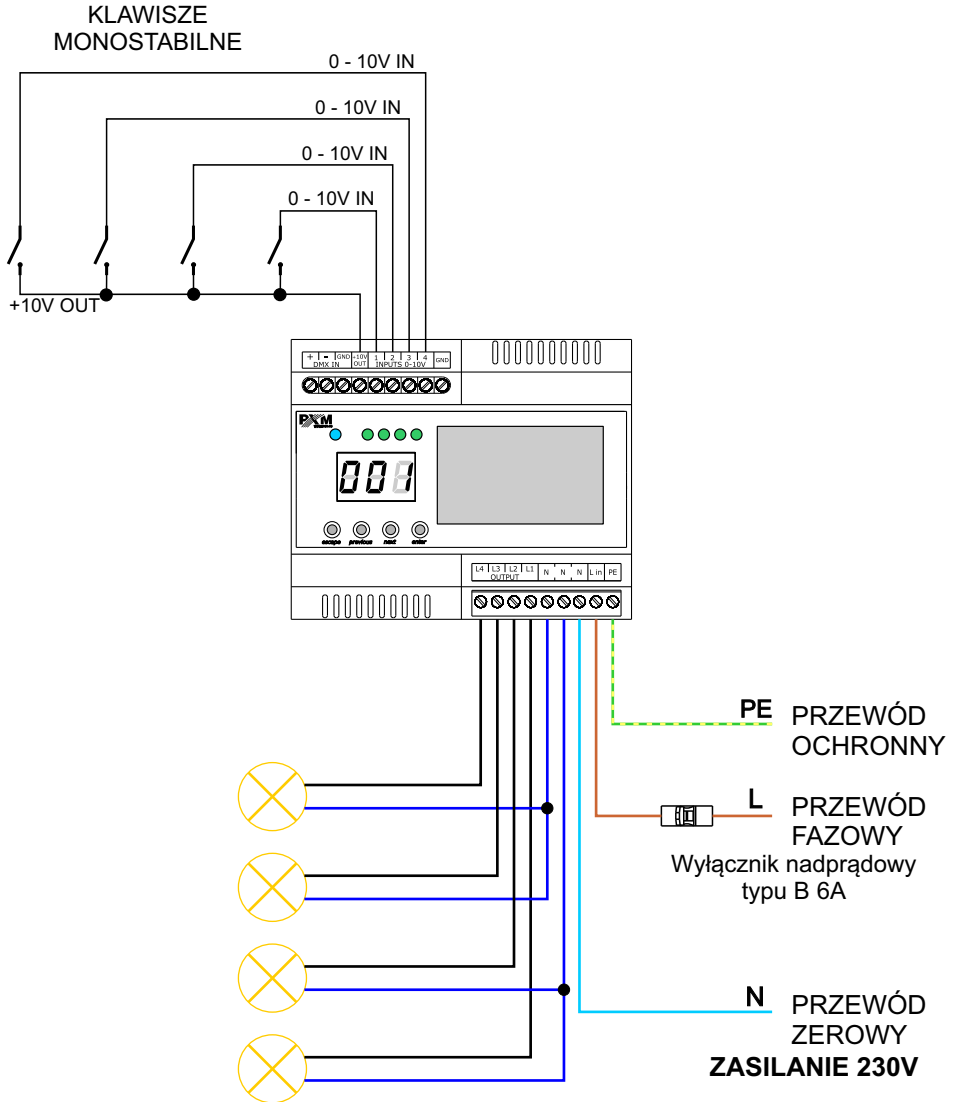 KLAWISZE
MONOSTABILNE
0 - 10V IN
0 - 10V IN
0 - 10V IN
0 - 10V IN
+10V OUT
+ - GND +10V OUT 1 2 3 4 GND
DMX IN INPUTS 0-10V
PXM
001
escape previous next enter
L4 L3 L2 L1 N N N L in PE
OUTPUT
PE PRZEWÓD
OCHRONNY
L PRZEWÓD
FAZOWY
Wyłącznik nadprądowy
typu B 6A
N PRZEWÓD
ZEROWY
ZASILANIE 230V